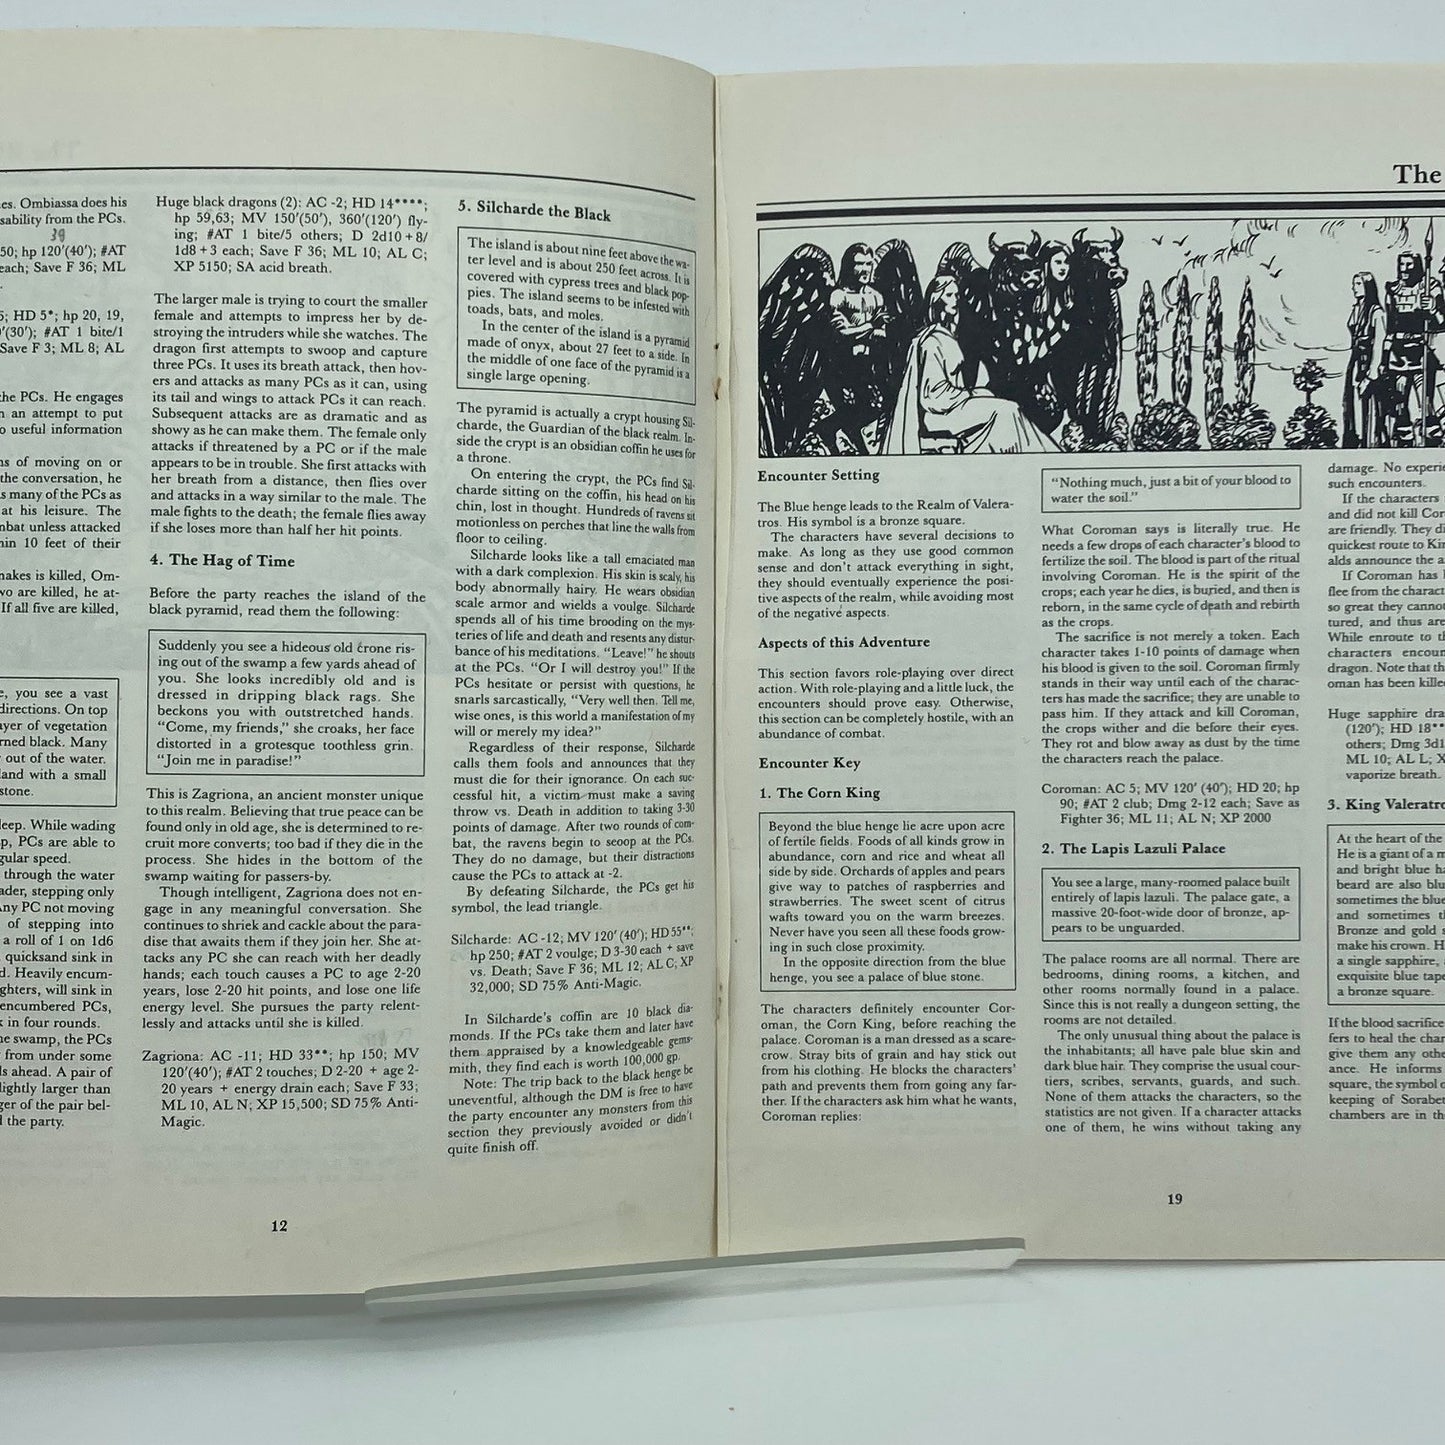 es. Ombiassa does his
sability from the PCs.
39
50; hp 120'(40'); #AT
each; Save F 36; ML
5; HD 5*; hp 20, 19,
'(30'); #AT 1 bite/1
Save F 3; ML 8; AL
the PCs. He engages
n an attempt to put
o useful information
ns of moving on or
the conversation, he
s many of the PCs as
at his leisure. The
mbat unless attacked
hin 10 feet of their
nakes is killed, Om-
wo are killed, he at-
If all five are killed,
e, you see a vast
directions. On top
ayer of vegetation
rned black. Many
out of the water.
land with a small
stone.
deep. While wading
p, PCs are able to
gular speed.
through the water
ader, stepping only
Any PC not moving
of stepping into
a roll of 1 on 1d6
quicksand sink in
d. Heavily encum-
ghters, will sink in
encumbered PCs,
k in four rounds.
he swamp, the PCs
from under some
ds ahead. A pair of
lightly larger than
ger of the pair bel-
d the party.
Huge black dragons (2): AC -2; HD 14****;
hp 59,63; MV 150'(50'), 360'(120') fly-
ing; #AT 1 bite/5 others; D 2d10+8/
1d8+3 each; Save F 36; ML 10; AL C;
XP 5150; SA acid breath.
The larger male is trying to court the smaller
female and attempts to impress her by de-
stroying the intruders while she watches. The
dragon first attempts to swoop and capture
three PCs. It uses its breath attack, then hov-
ers and attacks as many PCs as it can, using
its tail and wings to attack PCs it can reach.
Subsequent attacks are as dramatic and as
showy as he can make them. The female only
attacks if threatened by a PC or if the male
appears to be in trouble. She first attacks with
her breath from a distance, then flies over
and attacks in a way similar to the male. The
male fights to the death; the female flies away
if she loses more than half her hit points.
4. The Hag of Time
Before the party reaches the island of the
black pyramid, read them the following:
Suddenly you see a hideous old crone ris-
ing out of the swamp a few yards ahead of
you. She looks incredibly old and is
dressed in dripping black rags. She
beckons you with outstretched hands.
"Come, my friends," she croaks, her face
distorted in a grotesque toothless grin.
"Join me in paradise!"
This is Zagriona, an ancient monster unique
to this realm. Believing that true peace can be
found only in old age, she is determined to re-
cruit more converts; too bad if they die in the
process. She hides in the bottom of the
swamp waiting for passers-by.
Though intelligent, Zagriona does not en-
gage in any meaningful conversation. She
continues to shriek and cackle about the para-
dise that awaits them if they join her. She at-
tacks any PC she can reach with her deadly
hands; each touch causes a PC to age 2-20
years, lose 2-20 hit points, and lose one life
energy level. She pursues the party relent-
lessly and attacks until she is killed.
Zagriona: AC -11; HD 33**; hp 150; MV
120'(40'); #AT 2 touches; D 2-20 + age 2-
20 years + energy drain each; Save F 33;
ML 10, AL N; XP 15,500; SD 75% Anti-
Magic.
5. Silcharde the Black
The island is about nine feet above the wa-
ter level and is about 250 feet across. It is
covered with cypress trees and black pop-
pies. The island seems to be infested with
toads, bats, and moles.
In the center of the island is a pyramid
made of onyx, about 27 feet to a side. In
the middle of one face of the pyramid is a
single large opening.
The pyramid is actually a crypt housing Sil-
charde, the Guardian of the black realm. In-
side the crypt is an obsidian coffin he uses for
a throne.
On entering the crypt, the PCs find Sil-
charde sitting on the coffin, his head on his
chin, lost in thought. Hundreds of ravens sit
motionless on perches that line the walls from
floor to ceiling.
Silcharde looks like a tall emaciated man
with a dark complexion. His skin is scaly, his
body abnormally hairy. He wears obsidian
scale armor and wields a voulge. Silcharde
spends all of his time brooding on the mys-
teries of life and death and resents any distur-
bance of his meditations. "Leave!" he shouts
at the PCs. "Or I will destroy you!" If the
PCs hesitate or persist with questions, he
snarls sarcastically, "Very well then. Tell me,
wise ones, is this world a manifestation of my
will or merely my idea?"
Regardless of their response, Silcharde
calls them fools and announces that they
must die for their ignorance. On each suc-
cessful hit, a victim must make a saving
throw vs. Death in addition to taking 3-30
points of damage. After two rounds of com-
bat, the ravens begin to scoop at the PCs.
They do no damage, but their distractions
cause the PCs to attack at -2.
By defeating Silcharde, the PCs get his
symbol, the lead triangle.
Silcharde: AC -12; MV 120' (40'); HD 55**;
hp 250; #AT 2 voulge; D 3-30 each + save
vs. Death; Save F 36; ML 12; AL C; XP
32,000; SD 75% Anti-Magic.
In Silcharde's coffin are 10 black dia-
monds. If the PCs take them and later have
them appraised by a knowledgeable gems-
mith, they find each is worth 100,000 gp.
Note: The trip back to the black henge be
uneventful, although the DM is free to have
the party encounter any monsters from this
section they previously avoided or didn't
quite finish off.
12
The
Encounter Setting
The Blue henge leads to the Realm of Valera-
tros. His symbol is a bronze square.
The characters have several decisions to
make. As long as they use good common
sense and don't attack everything in sight,
they should eventually experience the posi-
tive aspects of the realm, while avoiding most
of the negative aspects.
Aspects of this Adventure
This section favors role-playing over direct
action. With role-playing and a little luck, the
encounters should prove easy. Otherwise,
this section can be completely hostile, with an
abundance of combat.
Encounter Key
1. The Corn King
Beyond the blue henge lie acre upon acre
of fertile fields. Foods of all kinds grow in
abundance, corn and rice and wheat all
side by side. Orchards of apples and pears
give way to patches of raspberries and
strawberries. The sweet scent of citrus
wafts toward you on the warm breezes.
Never have you seen all these foods grow-
ing in such close proximity.
In the opposite direction from the blue
henge, you see a palace of blue stone.
The characters definitely encounter Cor-
oman, the Corn King, before reaching the
palace. Coroman is a man dressed as a scare-
crow. Stray bits of grain and hay stick out
from his clothing. He blocks the characters'
path and prevents them from going any far-
ther. If the characters ask him what he wants,
Coroman replies:
"Nothing much, just a bit of your blood to
water the soil."
What Coroman says is literally true. He
needs a few drops of each character's blood to
fertilize the soil. The blood is part of the ritual
involving Coroman. He is the spirit of the
crops; each year he dies, is buried, and then is
reborn, in the same cycle of death and rebirth
as the crops.
The sacrifice is not merely a token. Each
character takes 1-10 points of damage when
his blood is given to the soil. Coroman firmly
stands in their way until each of the charac-
ters has made the sacrifice; they are unable to
pass him. If they attack and kill Coroman,
the crops wither and die before their eyes.
They rot and blow away as dust by the time
the characters reach the palace.
Coroman: AC 5; MV 120' (40'); HD 20; hp
90; #AT 2 club; Dmg 2-12 each; Save as
Fighter 36; ML 11; AL N; XP 2000
2. The Lapis Lazuli Palace
You see a large, many-roomed palace built
entirely of lapis lazuli. The palace gate, a
massive 20-foot-wide door of bronze, ap-
pears to be unguarded.
The palace rooms are all normal. There are
bedrooms, dining rooms, a kitchen, and
other rooms normally found in a palace.
Since this is not really a dungeon setting, the
rooms are not detailed.
The only unusual thing about the palace is
the inhabitants; all have pale blue skin and
dark blue hair. They comprise the usual cour-
tiers, scribes, servants, guards, and such.
None of them attacks the characters, so the
statistics are not given. If a character attacks
one of them, he wins without taking any
damage. No experi
such encounters.
If the characters
and did not kill Cor
are friendly. They di
quickest route to Kin
alds announce the a
If Coroman has b
flee from the charact
so great they cannot
tured, and thus are
While enroute to th
characters encoun
dragon. Note that th
oman has been killed
Huge sapphire dra
(120'); HD 18**
others; Dmg 3d1
ML 10; AL L; X
vaporize breath.
3. King Valeratro
At the heart of the
He is a giant of a m
and bright blue ha
beard are also blu
sometimes the blue
and sometimes th
Bronze and gold s
make his crown. H
a single sapphire,
exquisite blue tape
a bronze square.
If the blood sacrifice
fers to heal the chara
give them any othe
ance. He informs
square, the symbol o
keeping of Sorabet
chambers are in th
19